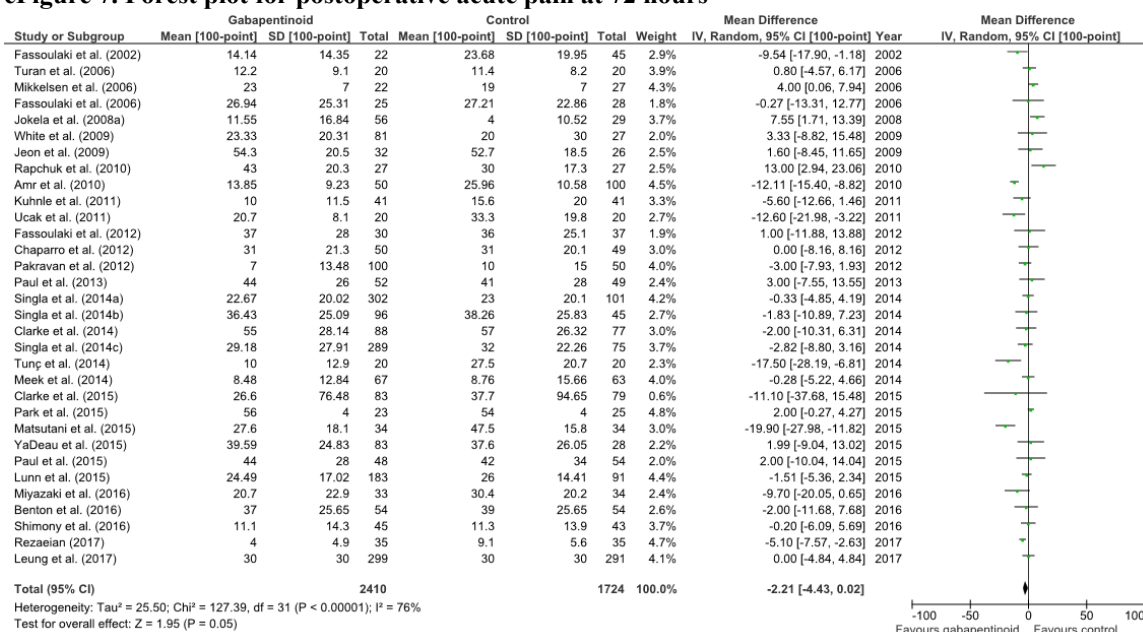 eFigure 7. Forest plot for postoperative acute pain at 72 hours
Gabapentinoid Control Mean Difference Mean Difference
Study or Subgroup Mean [100-point] SD [100-point] Total Mean [100-point] SD [100-point] Total Weight IV, Random, 95% CI [100-point] Year IV, Random, 95% CI [100-point]
Fassoulaki et al. (2002) 14.14 14.35 22 23.68 19.95 45 2.9% -9.54 [-17.90, -1.18] 2002
Turan et al. (2006) 12.2 9.1 20 11.4 8.2 20 3.9% 0.80 [-4.57, 6.17] 2006
Mikkelsen et al. (2006) 23 7 22 19 7 27 4.3% 4.00 [0.06, 7.94] 2006
Fassoulaki et al. (2006) 26.94 25.31 25 27.21 22.86 28 1.8% -0.27 [-13.31, 12.77] 2006
Jokela et al. (2008a) 11.55 16.84 56 4 10.52 29 3.7% 7.55 [1.71, 13.39] 2008
White et al. (2009) 23.33 20.31 81 20 30 27 2.0% 3.33 [-8.82, 15.48] 2009
Jeon et al. (2009) 54.3 20.5 32 52.7 18.5 26 2.5% 1.60 [-8.45, 11.65] 2009
Rapchuk et al. (2010) 43 20.3 27 30 17.3 27 2.4% 13.00 [2.94, 23.06] 2010
Amr et al. (2010) 13.85 9.23 50 25.96 10.58 100 4.5% -12.11 [-15.40, -8.82] 2010
Kuhnle et al. (2011) 10 11.5 41 15.6 20 41 3.3% -5.60 [-12.66, 1.46] 2011
Ucak et al. (2011) 20.7 8.1 20 33.3 19.8 20 2.6% -12.60 [-21.98, -3.22] 2011
Fassoulaki et al. (2012) 37 28 30 36 25.1 37 1.9% 1.00 [-11.88, 13.88] 2012
Chaparro et al. (2012) 31 21.3 50 31 20.1 49 3.0% 0.00 [-8.16, 8.16] 2012
Pakravan et al. (2012) 7 13.48 100 10 15 50 4.0% -3.00 [-7.93, 1.93] 2012
Paul et al. (2013) 44 26 52 41 28 49 2.4% 3.00 [-7.55, 13.55] 2013
Singla et al. (2014a) 22.67 20.02 302 23 20.1 101 4.2% -0.33 [-4.85, 4.19] 2014
Singla et al. (2014b) 36.43 25.09 96 38.26 25.83 45 2.7% -1.83 [-10.89, 7.23] 2014
Clarke et al. (2014) 55 28.14 88 57 26.32 77 3.0% -2.00 [-10.31, 6.31] 2014
Singla et al. (2014c) 29.18 27.91 289 32 22.26 75 3.7% -2.82 [-8.80, 3.16] 2014
Tunç et al. (2014) 10 12.9 20 27.5 20.7 20 2.3% -17.50 [-28.19, -6.81] 2014
Meek et al. (2014) 8.48 12.84 67 8.76 15.66 63 4.0% -0.28 [-5.22, 4.66] 2014
Clarke et al. (2015) 26.6 76.48 83 37.7 94.65 79 0.6% -11.10 [-37.68, 15.48] 2015
Park et al. (2015) 56 4 23 54 4 25 4.8% 2.00 [-0.27, 4.27] 2015
Matsutani et al. (2015) 27.6 18.1 34 47.5 15.8 34 3.0% -19.90 [-27.98, -11.82] 2015
YaDeau et al. (2015) 39.59 24.83 83 37.6 26.05 28 2.2% 1.99 [-9.04, 13.02] 2015
Paul et al. (2015) 44 28 48 42 34 54 2.0% 2.00 [-10.04, 14.04] 2015
Lunn et al. (2015) 24.49 17.02 183 26 14.41 91 4.4% -1.51 [-5.36, 2.34] 2015
Miyazaki et al. (2016) 20.7 22.9 33 30.4 20.2 34 2.4% -9.70 [-20.05, 0.65] 2016
Benton et al. (2016) 37 25.65 54 39 25.65 54 2.6% -2.00 [-11.68, 7.68] 2016
Shimony et al. (2016) 11.1 14.3 45 11.3 13.9 43 3.7% -0.20 [-6.09, 5.69] 2016
Rezaeian (2017) 4 4.9 35 9.1 5.6 35 4.7% -5.10 [-7.57, -2.63] 2017
Leung et al. (2017) 30 30 299 30 30 291 4.1% 0.00 [-4.84, 4.84] 2017
Total (95% CI) 2410 1724 100.0% -2.21 [-4.43, 0.02]
Heterogeneity: Tau² = 25.50; Chi² = 127.39, df = 31 (P < 0.00001); I² = 76%
Test for overall effect: Z = 1.95 (P = 0.05)
-100 -50 0 50 100
Favours gabapentinoid Favours control